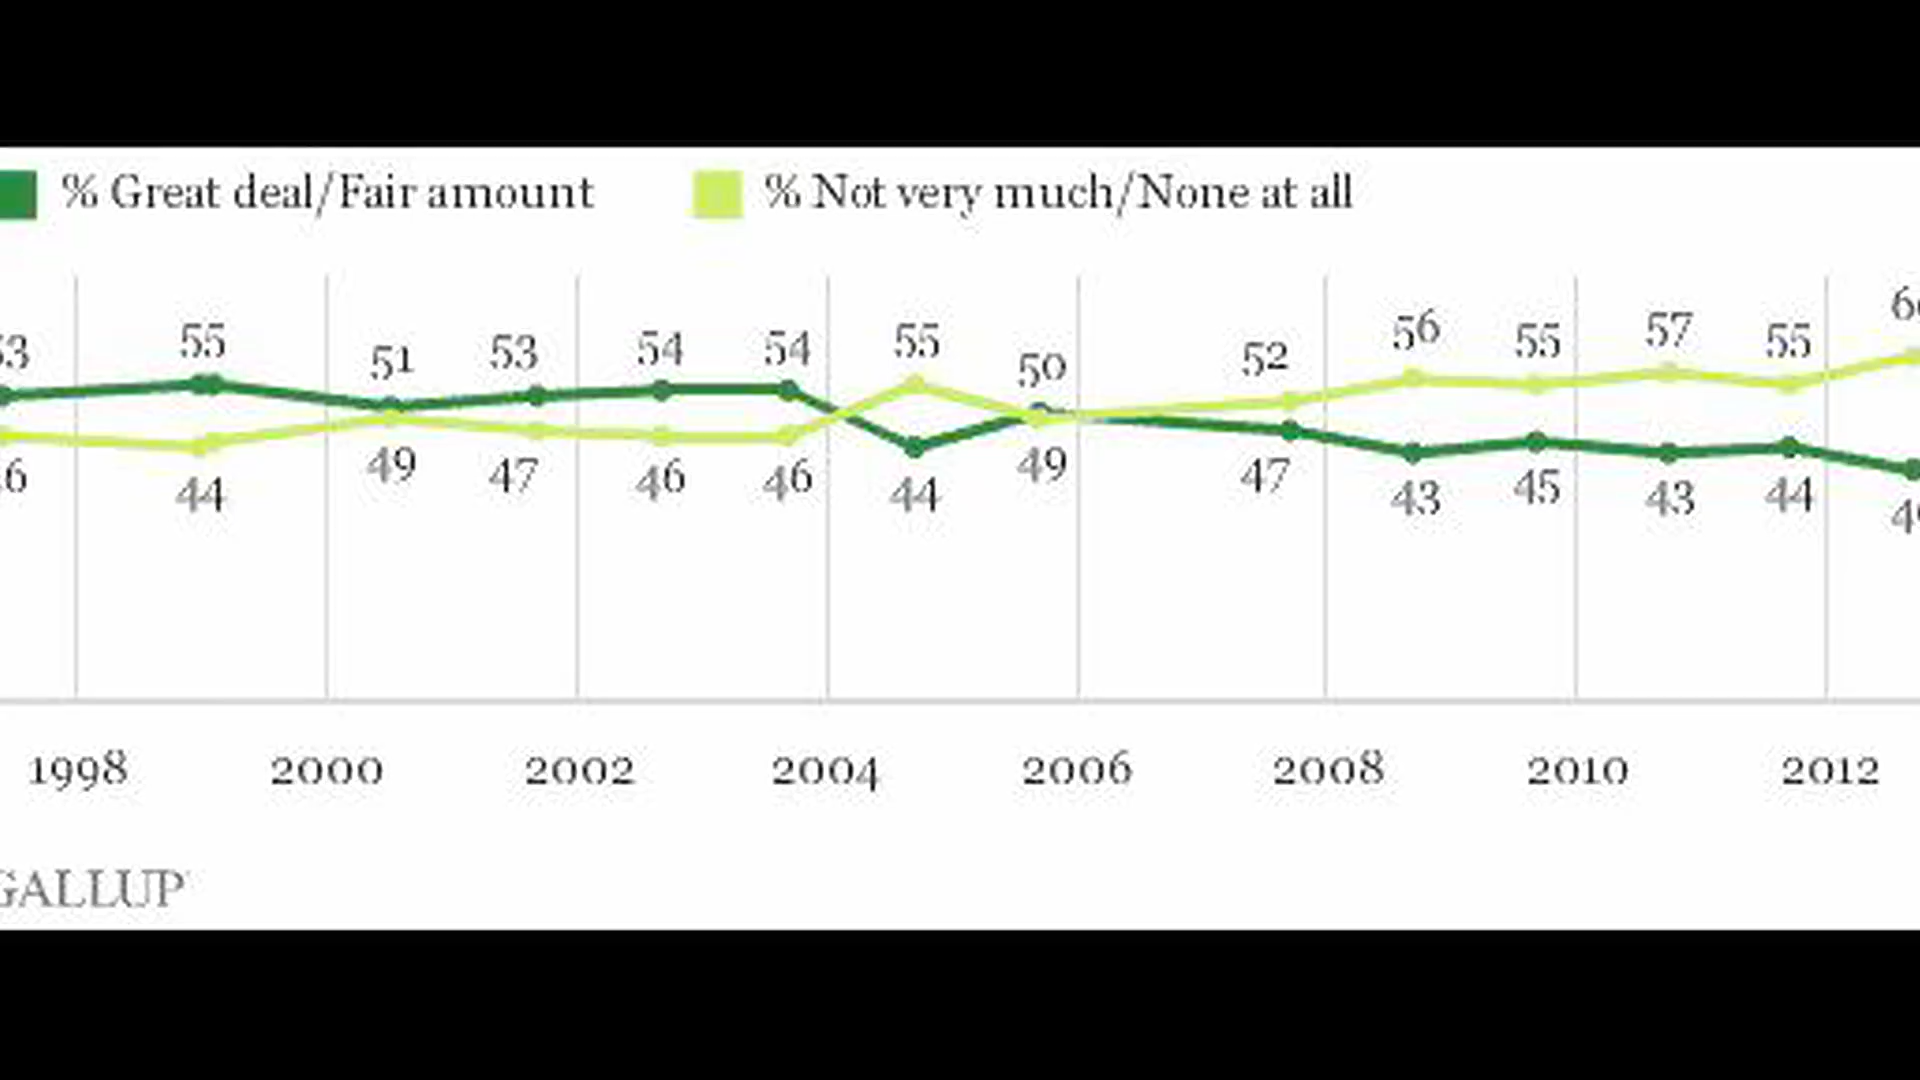 % Great deal/Fair amount % Not very much/None at all
53 55 51 53 54 54 55 50 52 56 55 57 55
46 44 49 47 46 46 44 49 47 43 45 43 44
1998 2000 2002 2004 2006 2008 2010 2012
GALLUP